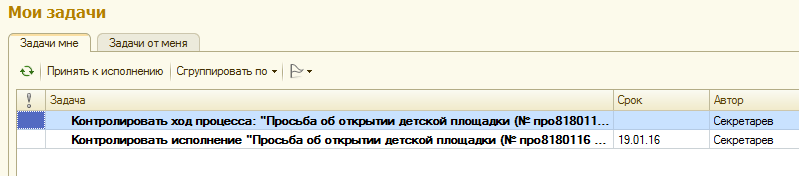 Мои задачи
Задачи мне Задачи от меня
Принять к исполнению Сгруппировать по
! Задача Срок Автор
Контролировать ход процесса: "Просьба об открытии детской площадки (№ про818011... Секретарев
Контролировать исполнение "Просьба об открытии детской площадки (№ про8180116 ... 19.01.16 Секретарев